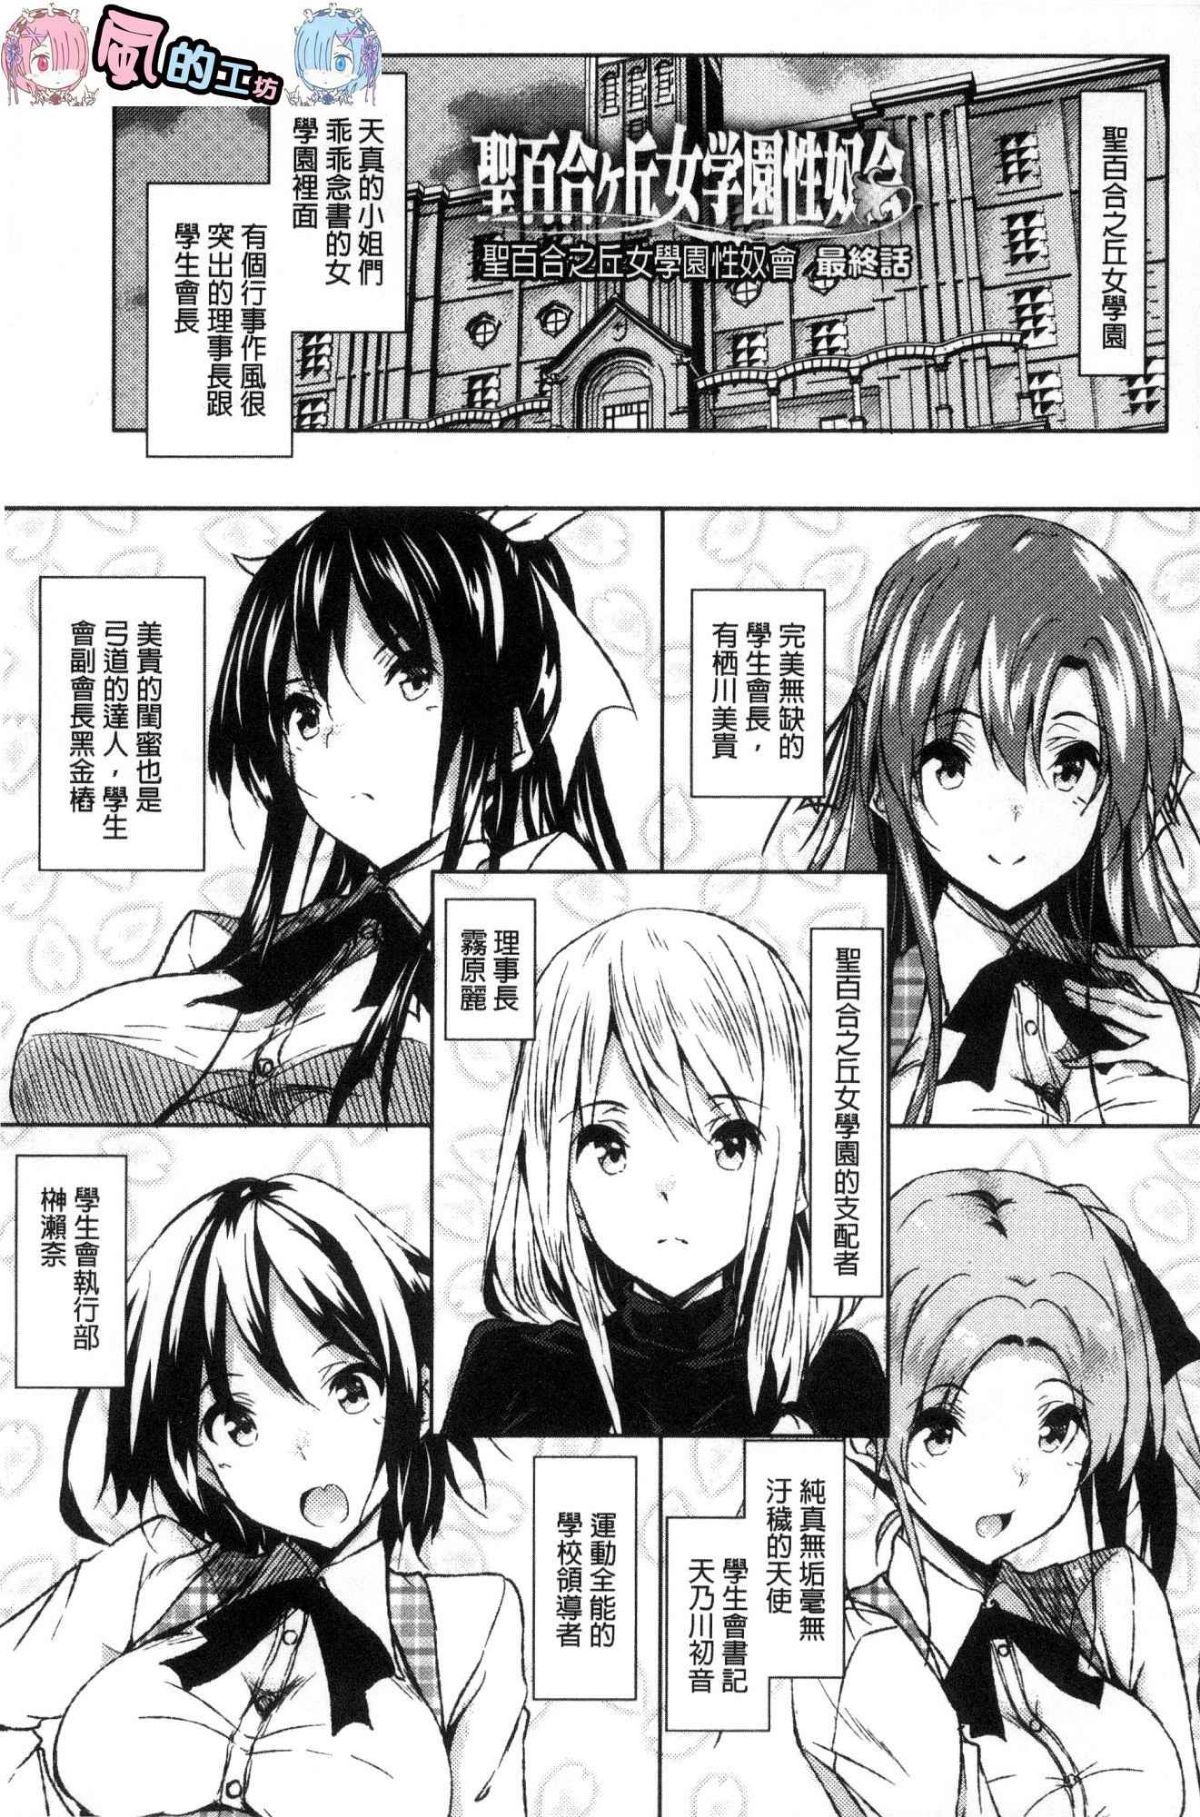 風的工坊
聖百合之丘女學園
聖百合ヶ丘女学園性奴会
聖百合之丘女學園性奴會 最終話
天真的小姐們
乖乖念書的女
學園裡面
有個行事作風很
突出的理事長跟
學生會長
完美無缺的
學生會長，
有栖川美貴
美貴的閨蜜也是
弓道的達人，學生
會副會長黑金樁
聖百合之丘女學園的支配者
理事長
霧原麗
純真無垢毫無
汙穢的天使
學生會書記
天乃川初音
運動全能的
學校領導者
學生會執行部
榊瀨奈